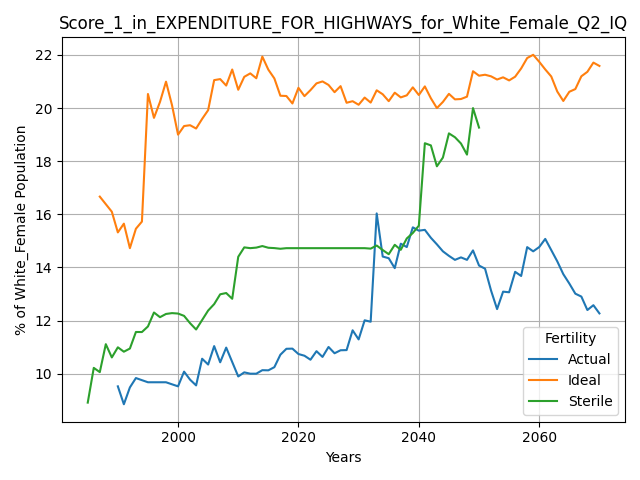 Score_1_in_EXPENDITURE_FOR_HIGHWAYS_for_White_Female_Q2_IQ
% of White_Female Population
22
20
18
16
14
12
10
2000
2020
2040
2060
Years
Fertility
Actual
Ideal
Sterile